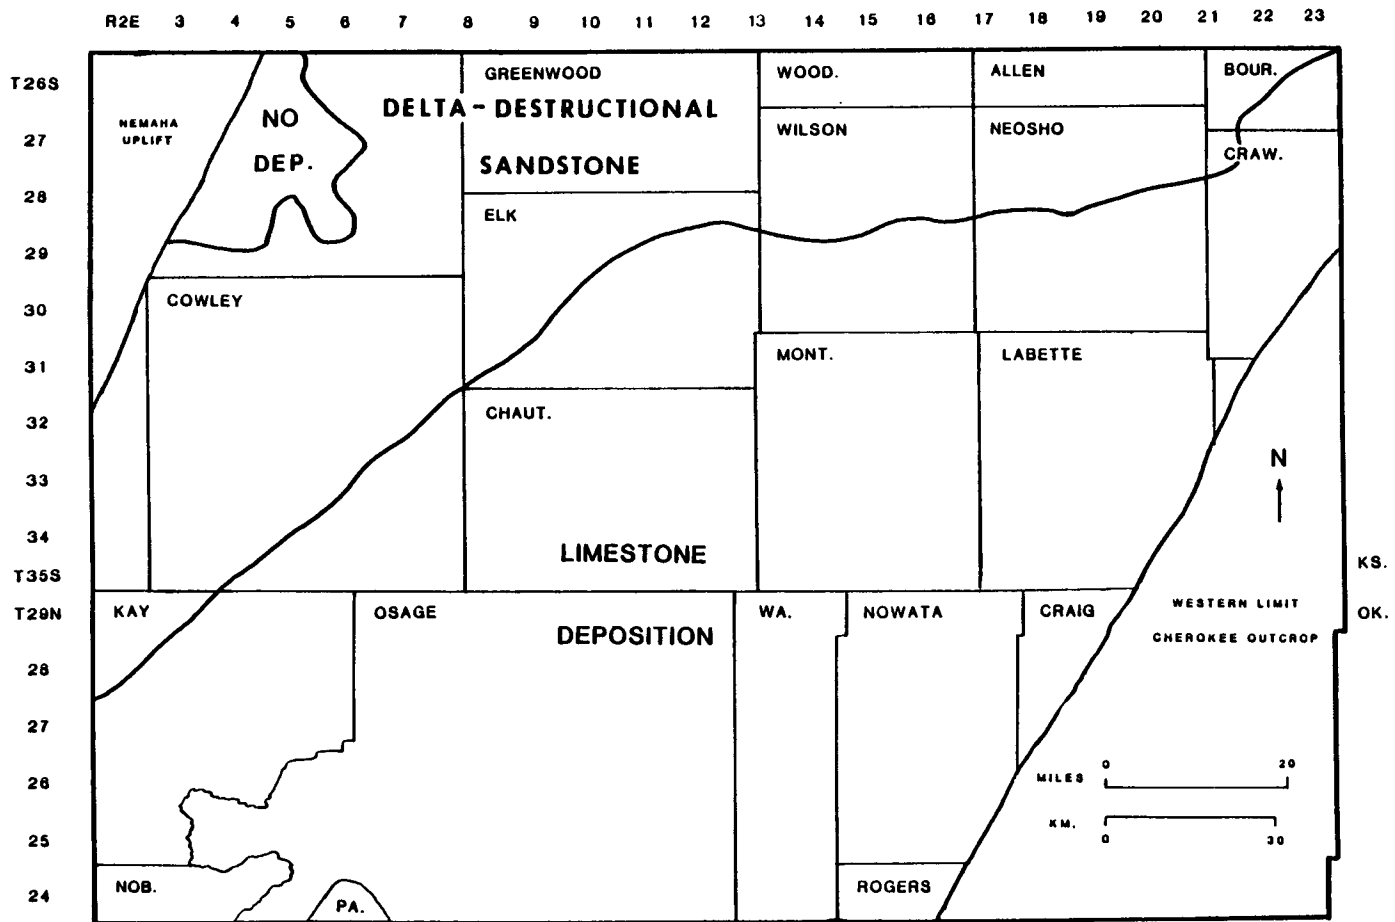 R2E 3 4 5 6 7 8 9 10 11 12 13 14 15 16 17 18 19 20 21 22 23
T26S
27
28
29
30
31
32
33
34
T35S
T29N
28
27
26
25
24
NEMAHA
UPLIFT
NO
DEP.
GREENWOOD
DELTA-DESTRUCTIONAL
SANDSTONE
WOOD.
ALLEN
BOUR.
WILSON
NEOSHO
CRAW.
ELK
COWLEY
MONT.
LABETTE
CHAUT.
N
LIMESTONE
DEPOSITION
KS.
OK.
KAY
OSAGE
WA.
NOWATA
CRAIG
WESTERN LIMIT
CHEROKEE OUTCROP
0 20
MILES
KM.
0 30
NOB.
PA.
ROGERS